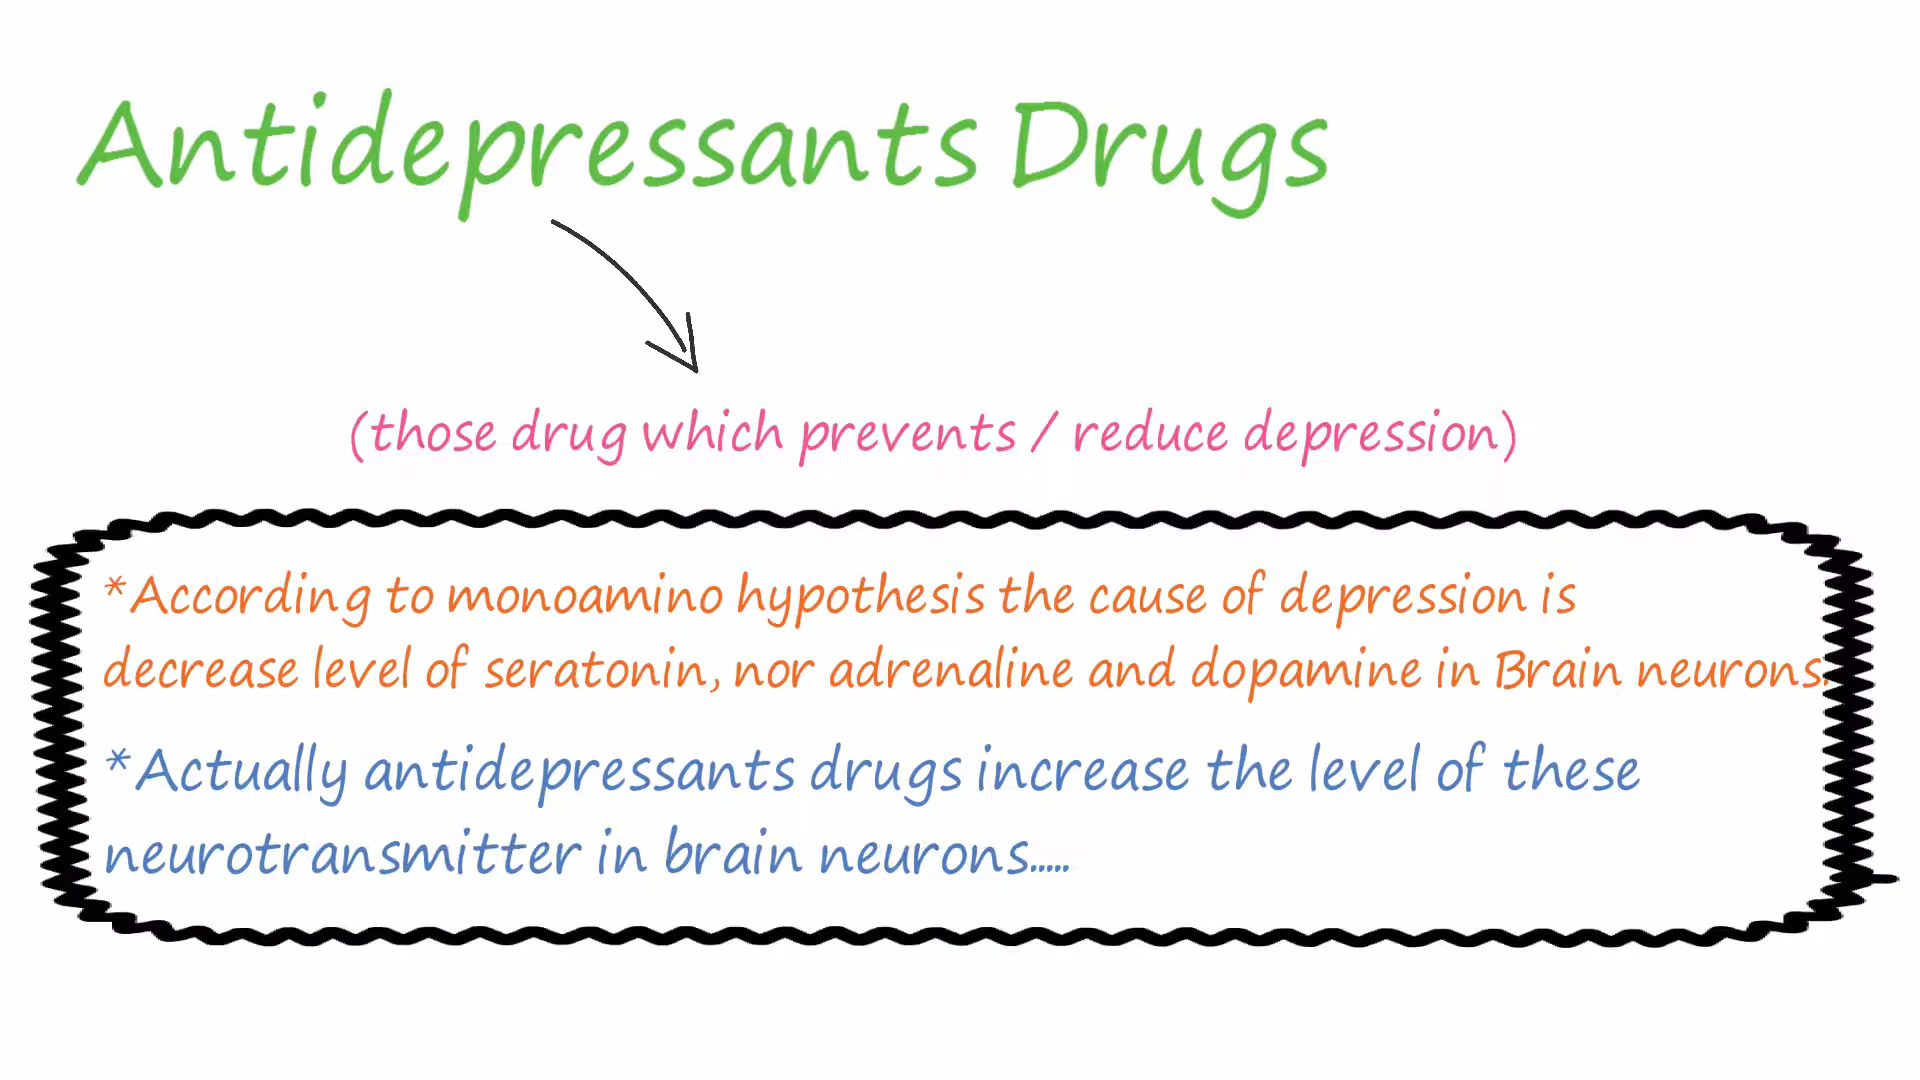 Antidepressants Drugs
(those drug which prevents / reduce depression)
*According to monoamino hypothesis the cause of depression is
decrease level of seratonin, nor adrenaline and dopamine in Brain neurons.
*Actually antidepressants drugs increase the level of these
neurotransmitter in brain neurons.....